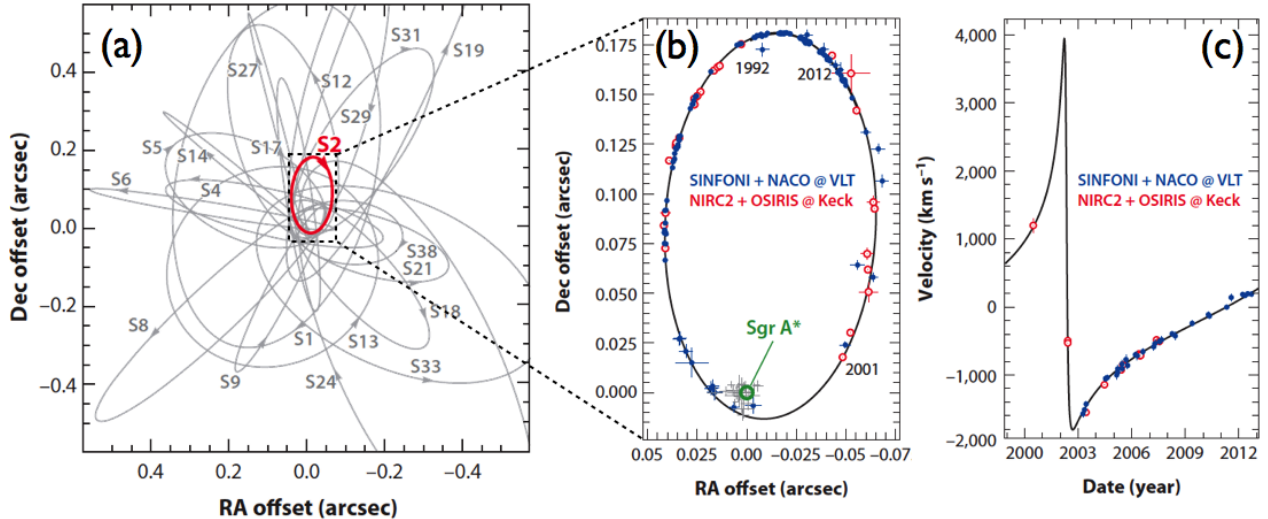 (a)
S31
S19
S27
S12
S29
S17
S2
S5
S14
S6
S4
S38
S21
S18
S8
S1
S13
S33
S9
S24
0.4
0.2
0.0
−0.2
−0.4
0.4
0.2
0.0
−0.2
−0.4
Dec offset (arcsec)
RA offset (arcsec)
(b)
1992
2012
SINFONI + NACO @ VLT
NIRC2 + OSIRIS @ Keck
Sgr A*
2001
0.175
0.150
0.125
0.100
0.075
0.050
0.025
0.000
0.05
0.025
0.00
−0.025
−0.05
−0.07
Dec offset (arcsec)
RA offset (arcsec)
(c)
SINFONI + NACO @ VLT
NIRC2 + OSIRIS @ Keck
4,000
3,000
2,000
1,000
0
−1,000
−2,000
2000
2003
2006
2009
2012
Velocity (km s⁻¹)
Date (year)